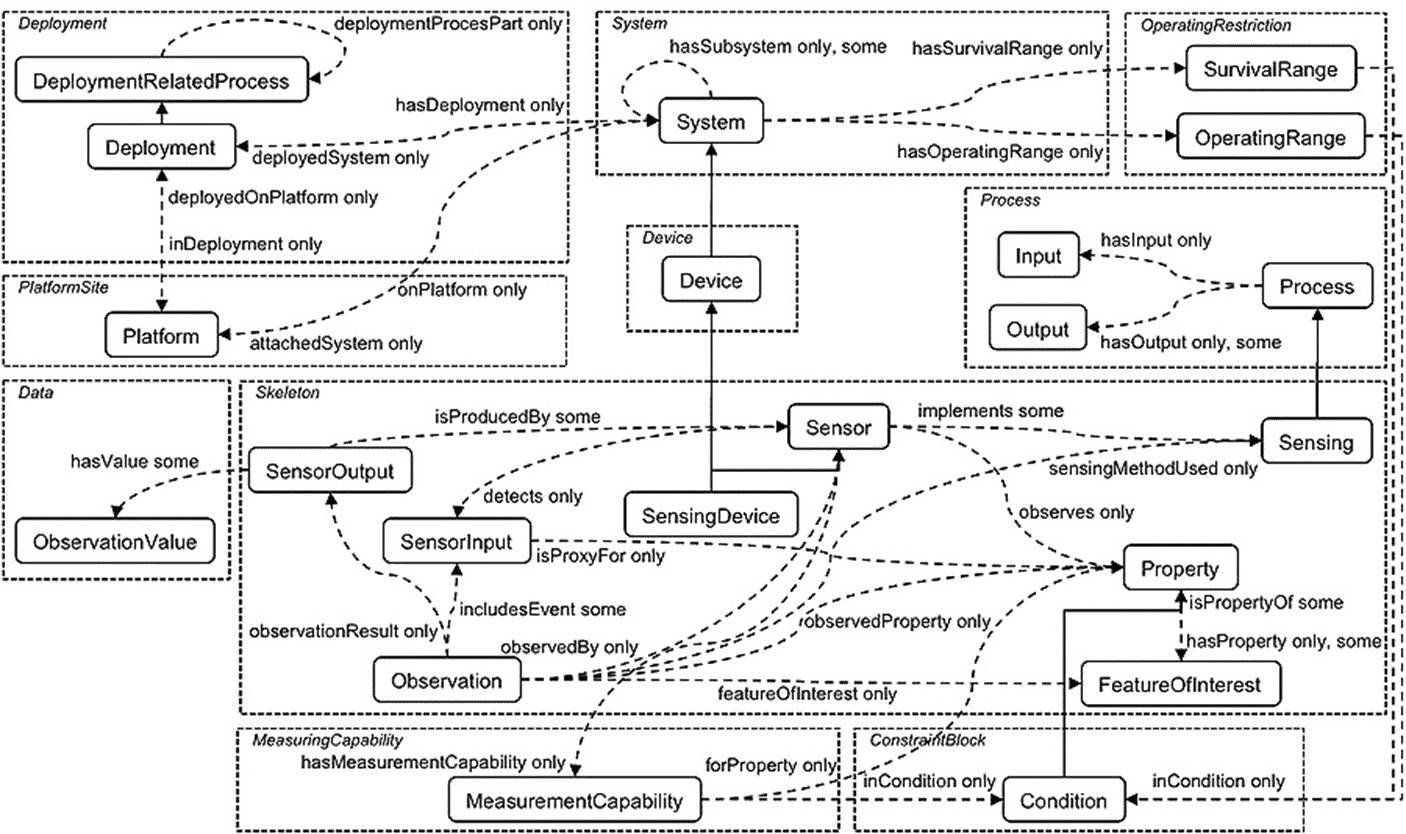 Deployment
deploymentProcesPart only
DeploymentRelatedProcess
hasDeployment only
Deployment
deployedSystem only
deployedOnPlatform only
inDeployment only
System
hasSubsystem only, some
hasSurvivalRange only
System
hasOperatingRange only
OperatingRestriction
SurvivalRange
OperatingRange
Process
Input
hasInput only
Process
Output
hasOutput only, some
Device
Device
PlatformSite
onPlatform only
Platform
attachedSystem only
Data
hasValue some
ObservationValue
Skeleton
isProducedBy some
Sensor
implements some
Sensing
SensorOutput
sensingMethodUsed only
detects only
SensingDevice
observes only
SensorInput
isProxyFor only
Property
includesEvent some
isPropertyOf some
observationResult only
observedBy only
observedProperty only
hasProperty only, some
Observation
featureOfInterest only
FeatureOfInterest
MeasuringCapability
hasMeasurementCapability only
forProperty only
MeasurementCapability
ConstraintBlock
inCondition only
Condition
inCondition only